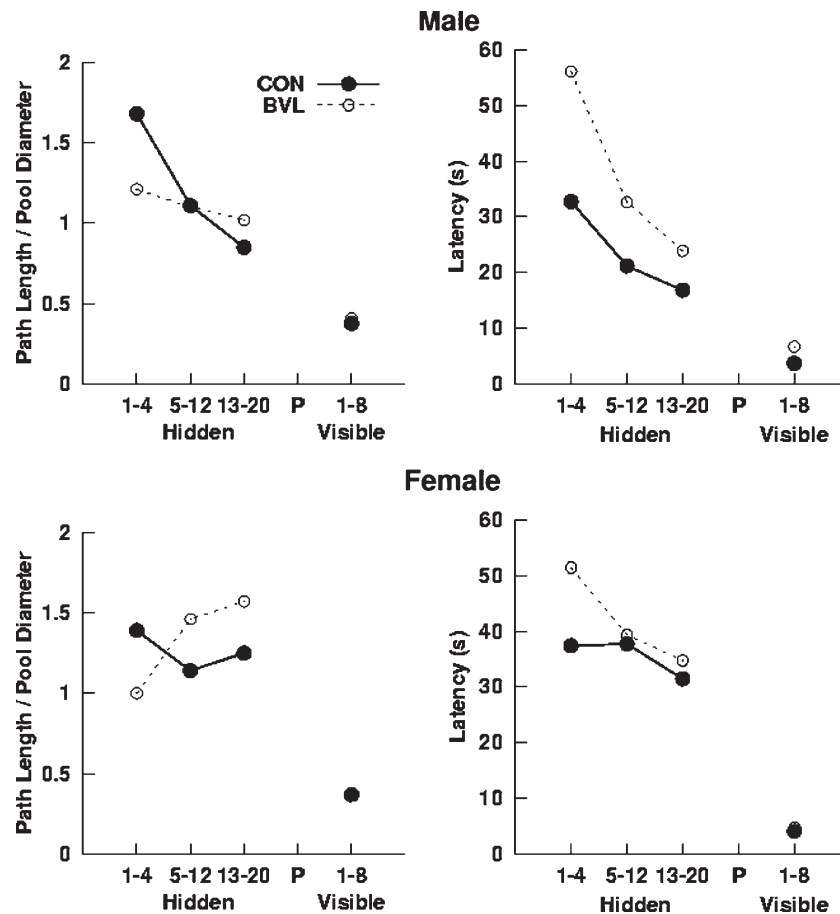 Male
Path Length / Pool Diameter
2
1.5
1
0.5
0
CON
BVL
1-4 5-12 13-20 P 1-8
Hidden Visible
Latency (s)
60
50
40
30
20
10
0
1-4 5-12 13-20 P 1-8
Hidden Visible
Female
Path Length / Pool Diameter
2
1.5
1
0.5
0
1-4 5-12 13-20 P 1-8
Hidden Visible
Latency (s)
60
50
40
30
20
10
0
1-4 5-12 13-20 P 1-8
Hidden Visible